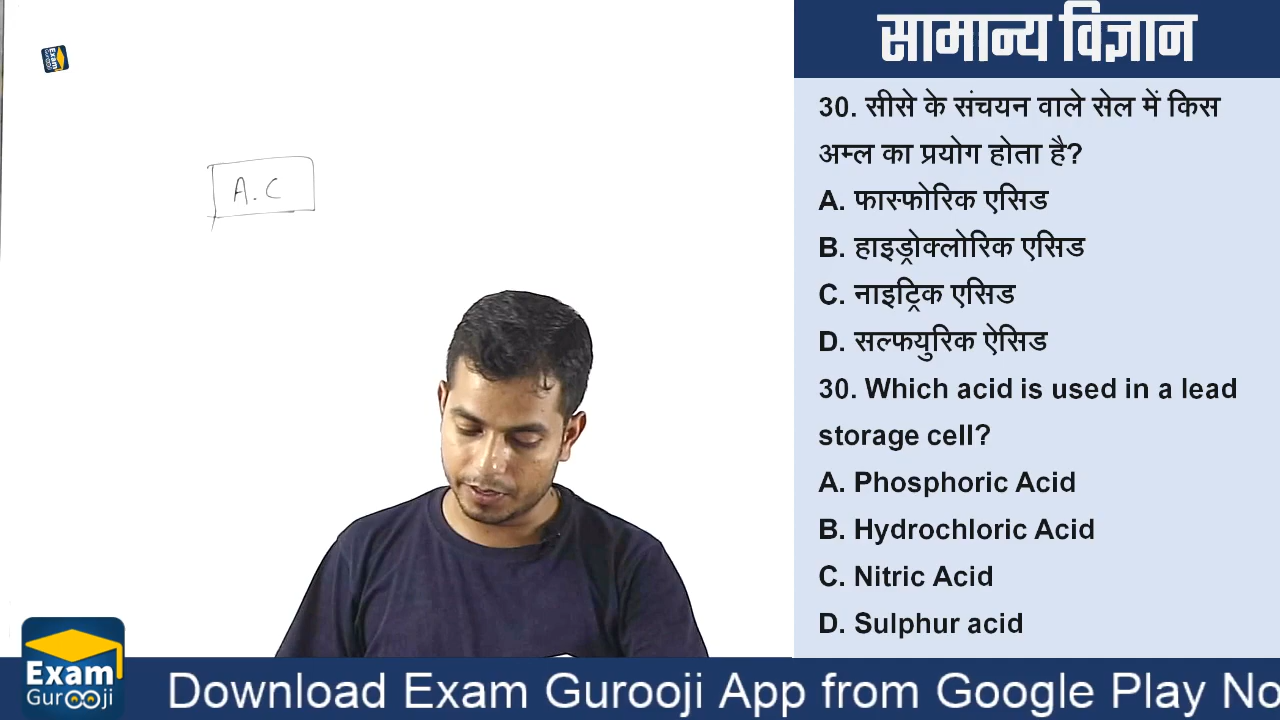 Exam
A.C
सामान्य विज्ञान
30. सीसे के संचयन वाले सेल में किस
अम्ल का प्रयोग होता है?
A. फास्फोरिक एसिड
B. हाइड्रोक्लोरिक एसिड
C. नाइट्रिक एसिड
D. सल्फयुरिक ऐसिड
30. Which acid is used in a lead
storage cell?
A. Phosphoric Acid
B. Hydrochloric Acid
C. Nitric Acid
D. Sulphur acid
Exam
Gurooji
Download Exam Gurooji App from Google Play No